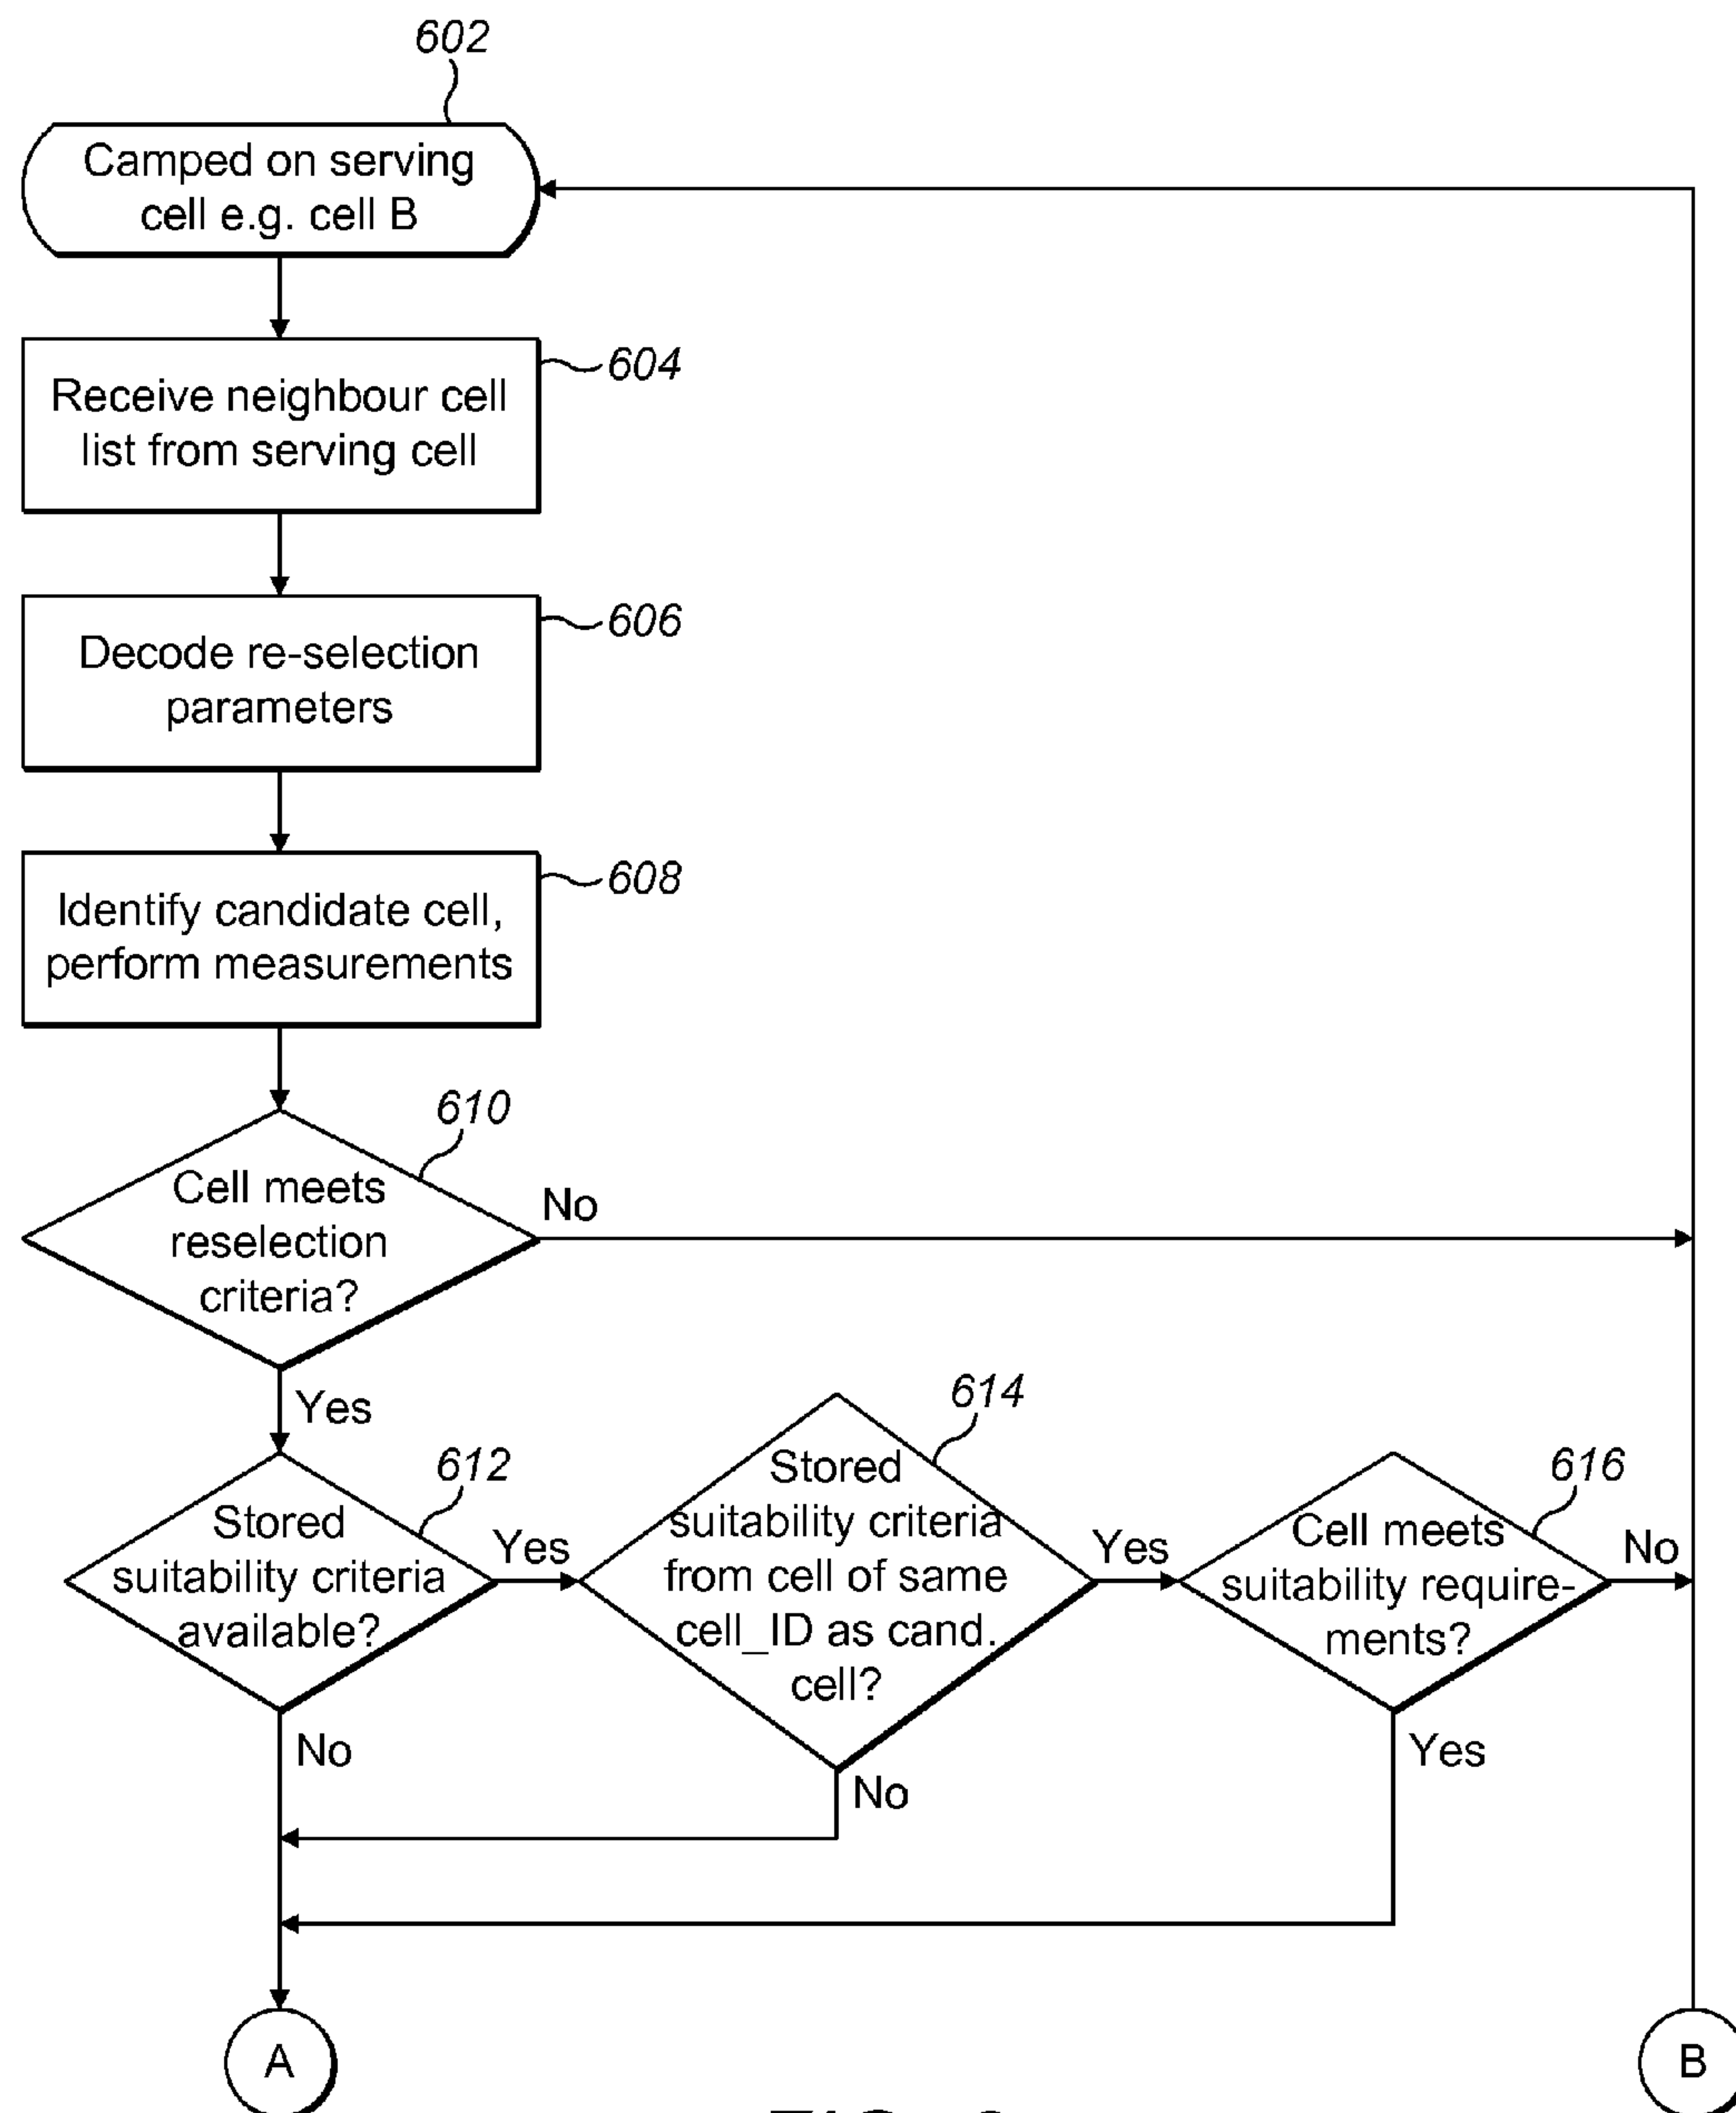 602
Camped on serving
cell e.g. cell B
604
Receive neighbour cell
list from serving cell
606
Decode re-selection
parameters
608
Identify candidate cell,
perform measurements
610
Cell meets
reselection
criteria?
No
Yes
612
Stored
suitability criteria
available?
Yes
No
614
Stored
suitability criteria
from cell of same
cell_ID as cand.
cell?
Yes
No
616
Cell meets
suitability require-
ments?
No
Yes
A
B